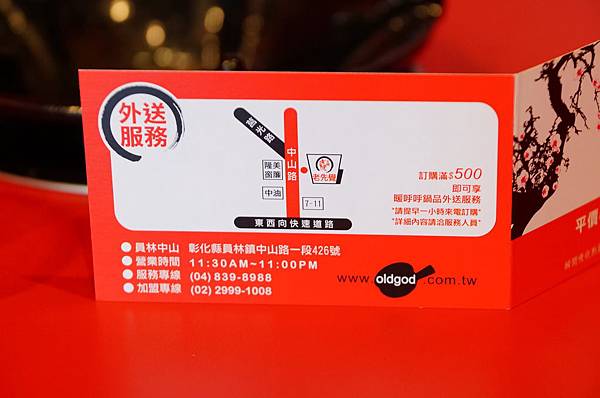 外送
服務
萬光路
中山路
隆美
窗簾
中油
老先覺
7-11
東西向快速道路
訂購滿$500
即可享
暖呼呼鍋品外送服務
*請提早一小時來電訂購*
*詳細內容請洽服務人員*
●員林中山 彰化縣員林鎮中山路一段426號
●營業時間 11:30AM~11:00PM
●服務專線 (04) 839-8988
●加盟專線 (02) 2999-1008
www.oldgod.com.tw
平價